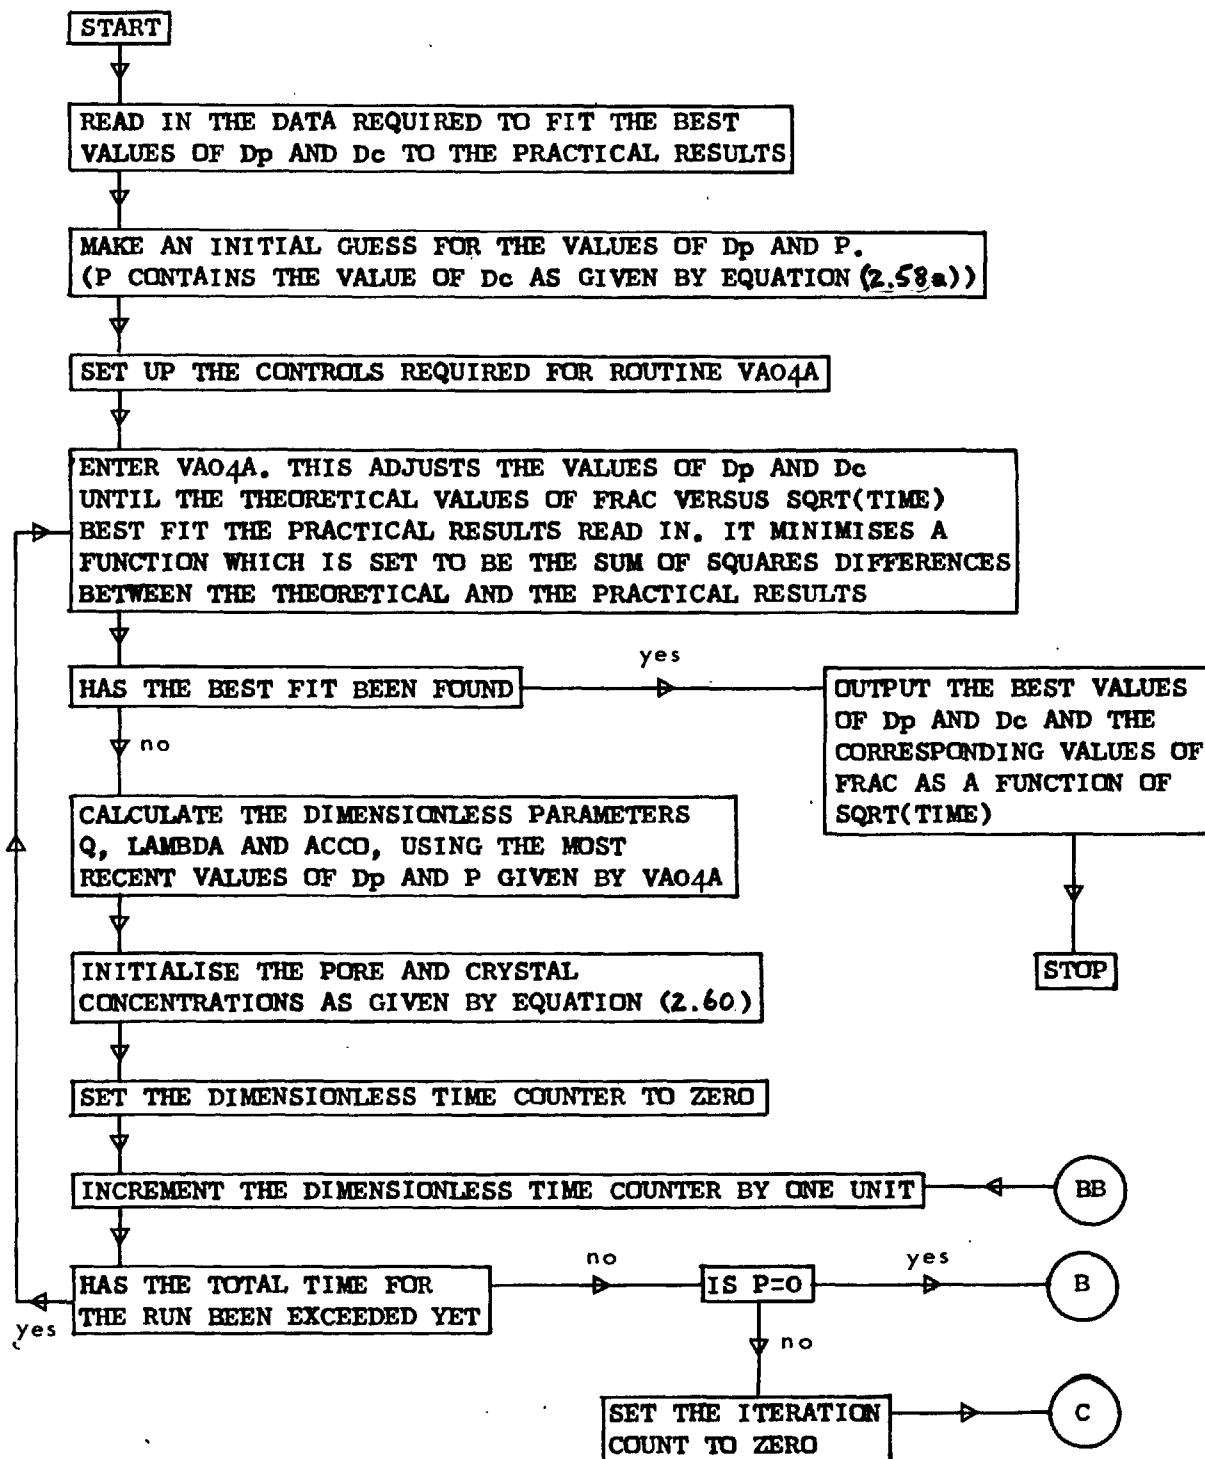 START
READ IN THE DATA REQUIRED TO FIT THE BEST
VALUES OF Dp AND Dc TO THE PRACTICAL RESULTS
MAKE AN INITIAL GUESS FOR THE VALUES OF Dp AND P.
(P CONTAINS THE VALUE OF Dc AS GIVEN BY EQUATION (2.58a))
SET UP THE CONTROLS REQUIRED FOR ROUTINE VA04A
ENTER VA04A. THIS ADJUSTS THE VALUES OF Dp AND Dc
UNTIL THE THEORETICAL VALUES OF FRAC VERSUS SQRT(TIME)
BEST FIT THE PRACTICAL RESULTS READ IN. IT MINIMISES A
FUNCTION WHICH IS SET TO BE THE SUM OF SQUARES DIFFERENCES
BETWEEN THE THEORETICAL AND THE PRACTICAL RESULTS
HAS THE BEST FIT BEEN FOUND
yes
OUTPUT THE BEST VALUES
OF Dp AND Dc AND THE
CORRESPONDING VALUES OF
FRAC AS A FUNCTION OF
SQRT(TIME)
STOP
no
CALCULATE THE DIMENSIONLESS PARAMETERS
Q, LAMBDA AND ACCO, USING THE MOST
RECENT VALUES OF Dp AND P GIVEN BY VA04A
INITIALISE THE PORE AND CRYSTAL
CONCENTRATIONS AS GIVEN BY EQUATION (2.60)
SET THE DIMENSIONLESS TIME COUNTER TO ZERO
INCREMENT THE DIMENSIONLESS TIME COUNTER BY ONE UNIT
BB
HAS THE TOTAL TIME FOR
THE RUN BEEN EXCEEDED YET
yes
no
IS P=0
yes
B
no
SET THE ITERATION
COUNT TO ZERO
C